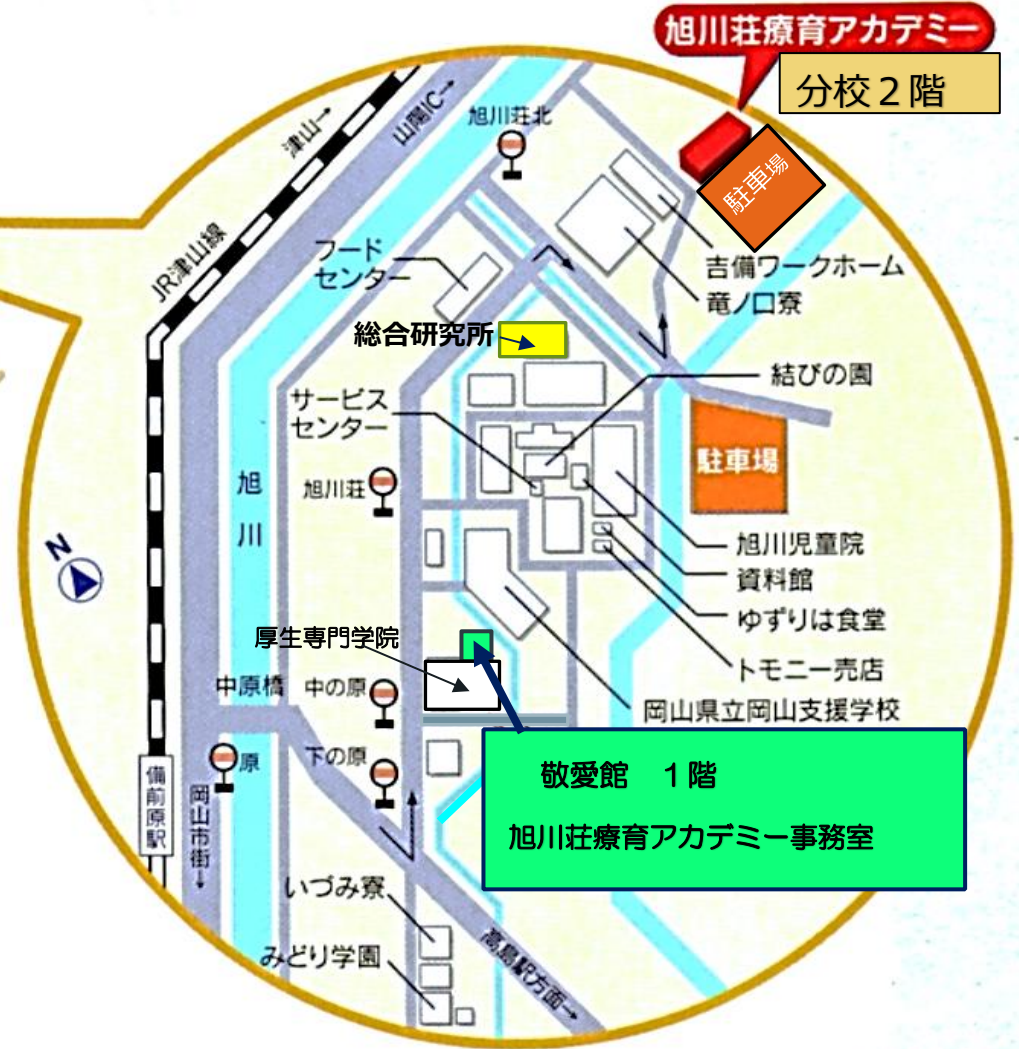 旭川荘療育アカデミー
分校２階
津山→
山陽IC→
旭川荘北
駐車場
JR津山線
フード
センター
吉備ワークホーム
竜ノ口寮
総合研究所
結びの園
サービス
センター
駐車場
旭川
旭川荘
N
旭川児童院
資料館
ゆずりは食堂
トモニー売店
厚生専門学院
中原橋
中の原
岡山県立岡山支援学校
原
下の原
備前原駅
岡山市街→
敬愛館　１階
旭川荘療育アカデミー事務室
いづみ寮
みどり学園
高島駅方面→